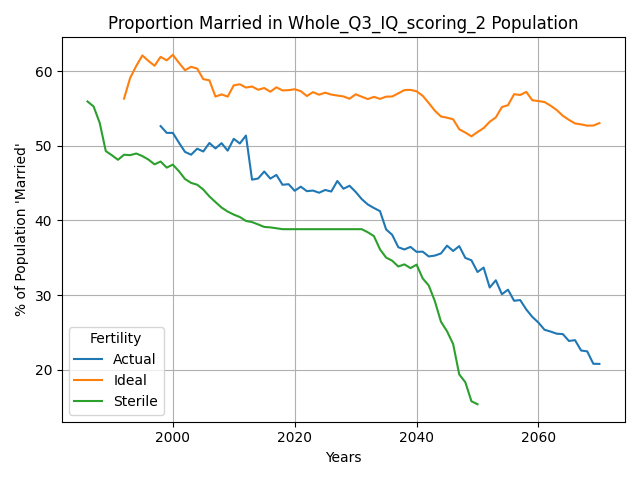 Proportion Married in Whole_Q3_IQ_scoring_2 Population
% of Population 'Married'
60
50
40
30
20
Fertility
Actual
Ideal
Sterile
2000
2020
2040
2060
Years